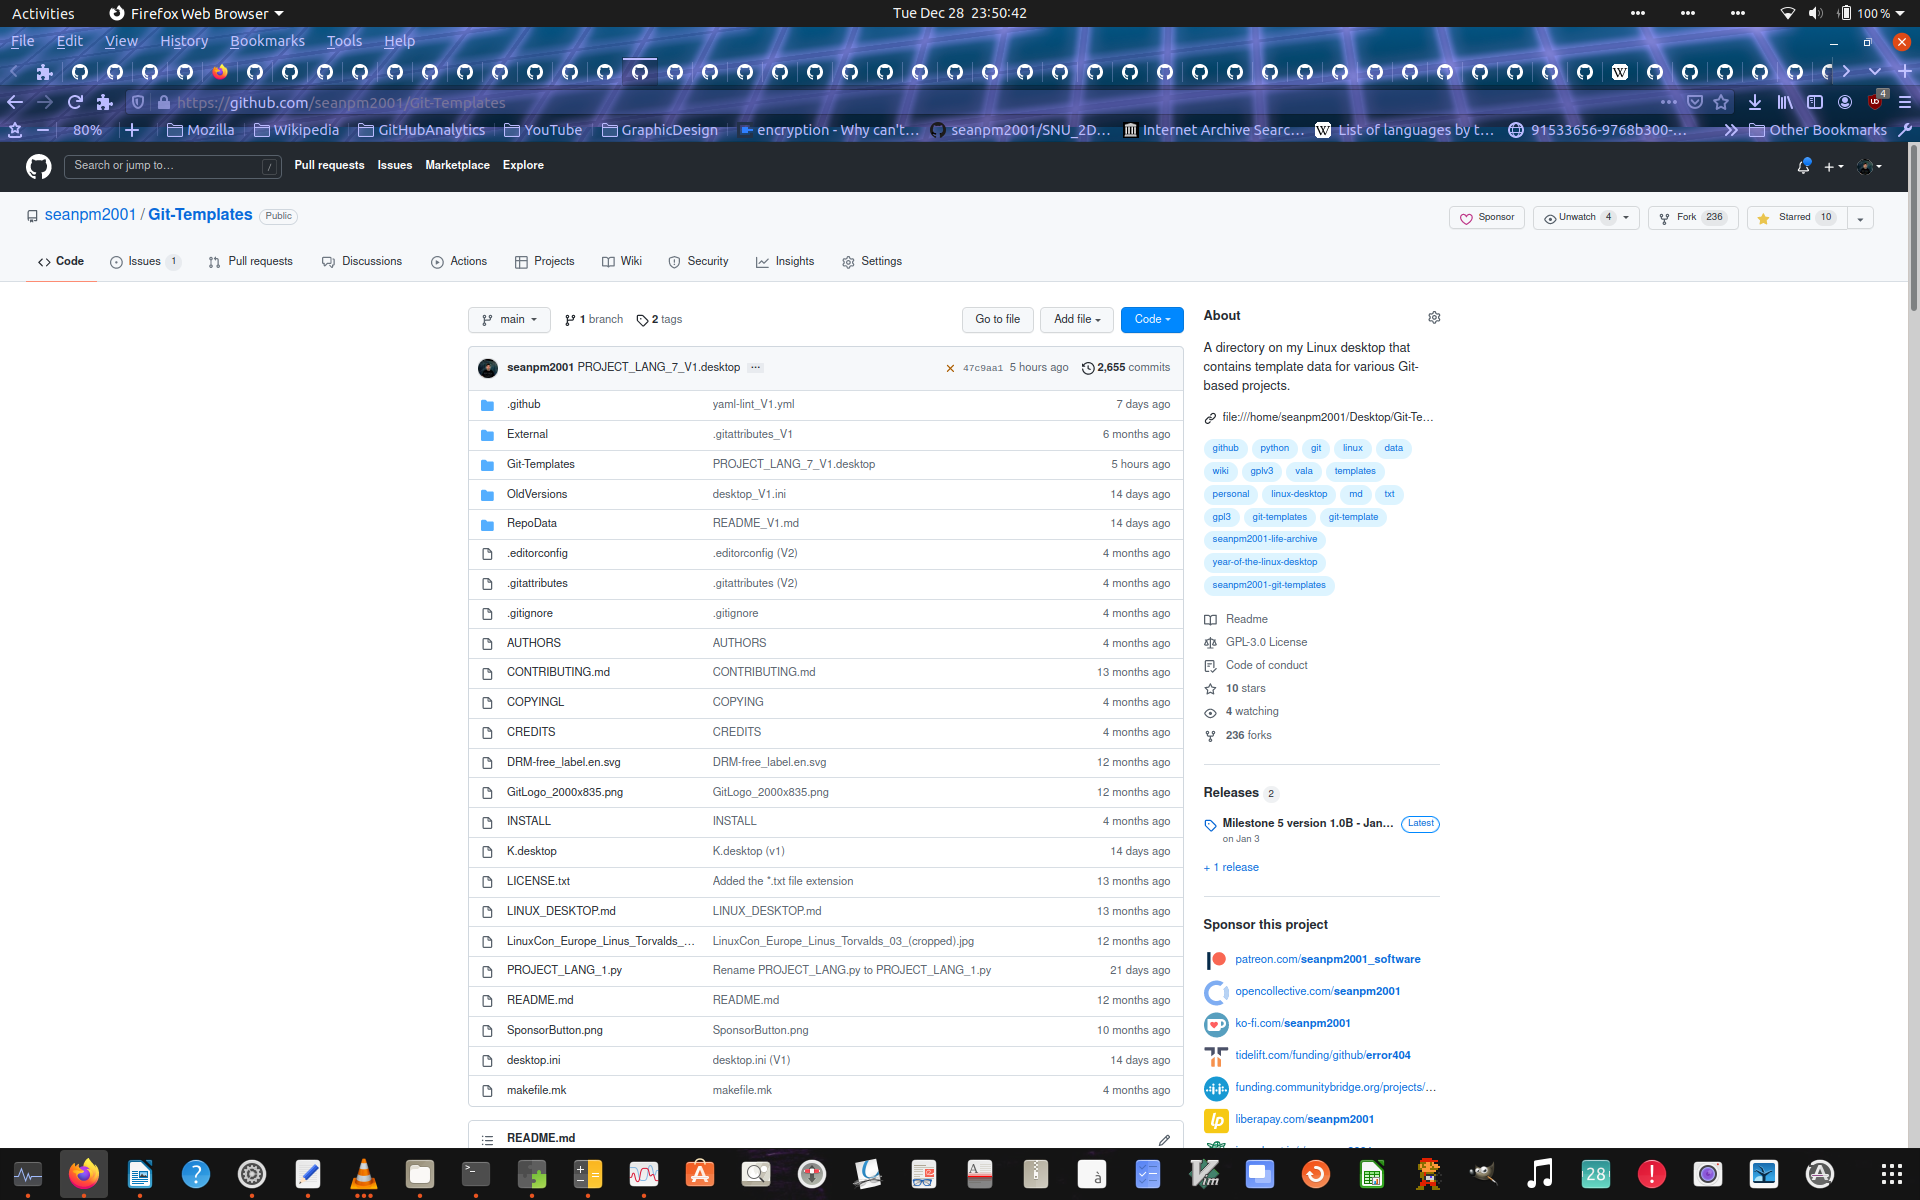 Activities
Firefox Web Browser
Tue Dec 28 23:50:42
100 %
File Edit View History Bookmarks Tools Help
https://github.com/seanpm2001/Git-Templates
4
80%
Mozilla
Wikipedia
GitHubAnalytics
YouTube
GraphicDesign
encryption - Why can't…
seanpm2001/SNU_2D…
Internet Archive Searc…
List of languages by t…
91533656-9768b300-…
Other Bookmarks
Search or jump to…
/
Pull requests
Issues
Marketplace
Explore
seanpm2001 / Git-Templates Public
Sponsor
Unwatch 4
Fork 236
Starred 10
Code
Issues 1
Pull requests
Discussions
Actions
Projects
Wiki
Security
Insights
Settings
main
1 branch
2 tags
Go to file
Add file
Code
seanpm2001 PROJECT_LANG_7_V1.desktop … 47c9aa1 5 hours ago 2,655 commits
.github yaml-lint_V1.yml 7 days ago
External .gitattributes_V1 6 months ago
Git-Templates PROJECT_LANG_7_V1.desktop 5 hours ago
OldVersions desktop_V1.ini 14 days ago
RepoData README_V1.md 14 days ago
.editorconfig .editorconfig (V2) 4 months ago
.gitattributes .gitattributes (V2) 4 months ago
.gitignore .gitignore 4 months ago
AUTHORS AUTHORS 4 months ago
CONTRIBUTING.md CONTRIBUTING.md 13 months ago
COPYINGL COPYING 4 months ago
CREDITS CREDITS 4 months ago
DRM-free_label.en.svg DRM-free_label.en.svg 12 months ago
GitLogo_2000x835.png GitLogo_2000x835.png 12 months ago
INSTALL INSTALL 4 months ago
K.desktop K.desktop (v1) 14 days ago
LICENSE.txt Added the *.txt file extension 13 months ago
LINUX_DESKTOP.md LINUX_DESKTOP.md 13 months ago
LinuxCon_Europe_Linus_Torvalds_… LinuxCon_Europe_Linus_Torvalds_03_(cropped).jpg 12 months ago
PROJECT_LANG_1.py Rename PROJECT_LANG.py to PROJECT_LANG_1.py 21 days ago
README.md README.md 12 months ago
SponsorButton.png SponsorButton.png 10 months ago
desktop.ini desktop.ini (V1) 14 days ago
makefile.mk makefile.mk 4 months ago
README.md
About
A directory on my Linux desktop that
contains template data for various Git-
based projects.
file:///home/seanpm2001/Desktop/Git-Te…
github python git linux data
wiki gplv3 vala templates
personal linux-desktop md txt
gpl3 git-templates git-template
seanpm2001-life-archive
year-of-the-linux-desktop
seanpm2001-git-templates
Readme
GPL-3.0 License
Code of conduct
10 stars
4 watching
236 forks
Releases 2
Milestone 5 version 1.0B - Jan… Latest
on Jan 3
+ 1 release
Sponsor this project
patreon.com/seanpm2001_software
opencollective.com/seanpm2001
ko-fi.com/seanpm2001
tidelift.com/funding/github/error404
funding.communitybridge.org/projects/…
lp
liberapay.com/seanpm2001
28